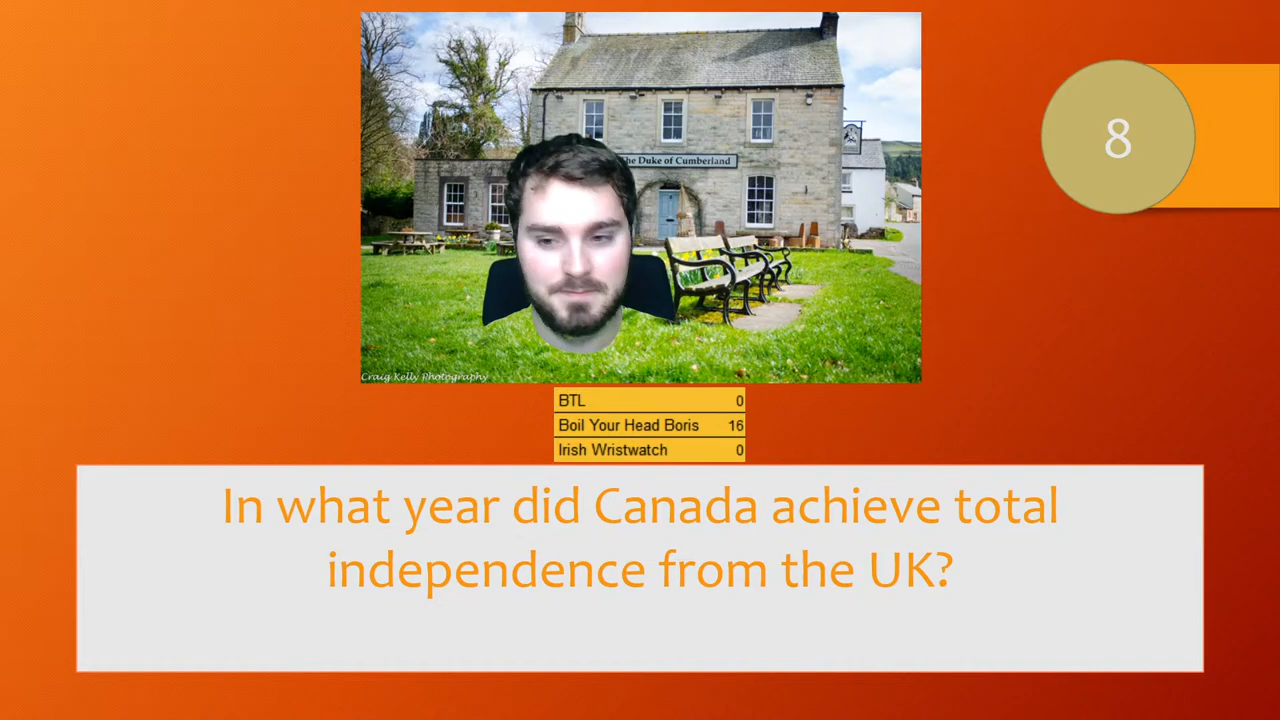 The Duke of Cumberland
8
Craig Kelly Photography
BTL 0
Boil Your Head Boris 16
Irish Wristwatch 0
In what year did Canada achieve total
independence from the UK?